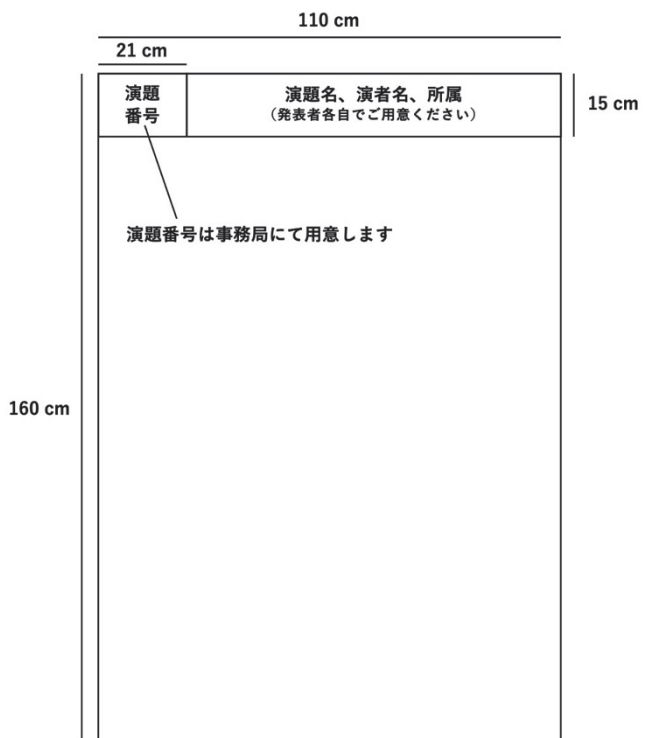 110 cm
21 cm
演題
番号
演題名、演者名、所属
（発表者各自でご用意ください）
15 cm
演題番号は事務局にて用意します
160 cm